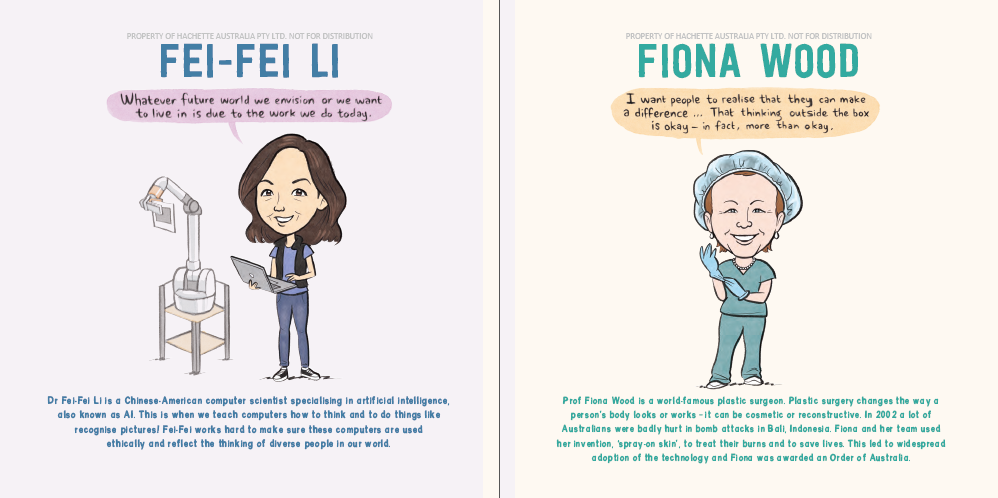 PROPERTY OF HACHETTE AUSTRALIA PTY LTD. NOT FOR DISTRIBUTION
FEI-FEI LI
Whatever future world we envision or we want
to live in is due to the work we do today.
Dr Fei-Fei Li is a Chinese-American computer scientist specialising in artificial intelligence,
also known as AI. This is when we teach computers how to think and to do things like
recognise pictures! Fei-Fei works hard to make sure these computers are used
ethically and reflect the thinking of diverse people in our world.
PROPERTY OF HACHETTE AUSTRALIA PTY LTD. NOT FOR DISTRIBUTION
FIONA WOOD
I want people to realise that they can make
a difference ... That thinking outside the box
is okay – in fact, more than okay.
Prof Fiona Wood is a world-famous plastic surgeon. Plastic surgery changes the way a
person's body looks or works - it can be cosmetic or reconstructive. In 2002 a lot of
Australians were badly hurt in bomb attacks in Bali, Indonesia. Fiona and her team used
her invention, 'spray-on skin', to treat their burns and to save lives. This led to widespread
adoption of the technology and Fiona was awarded an Order of Australia.